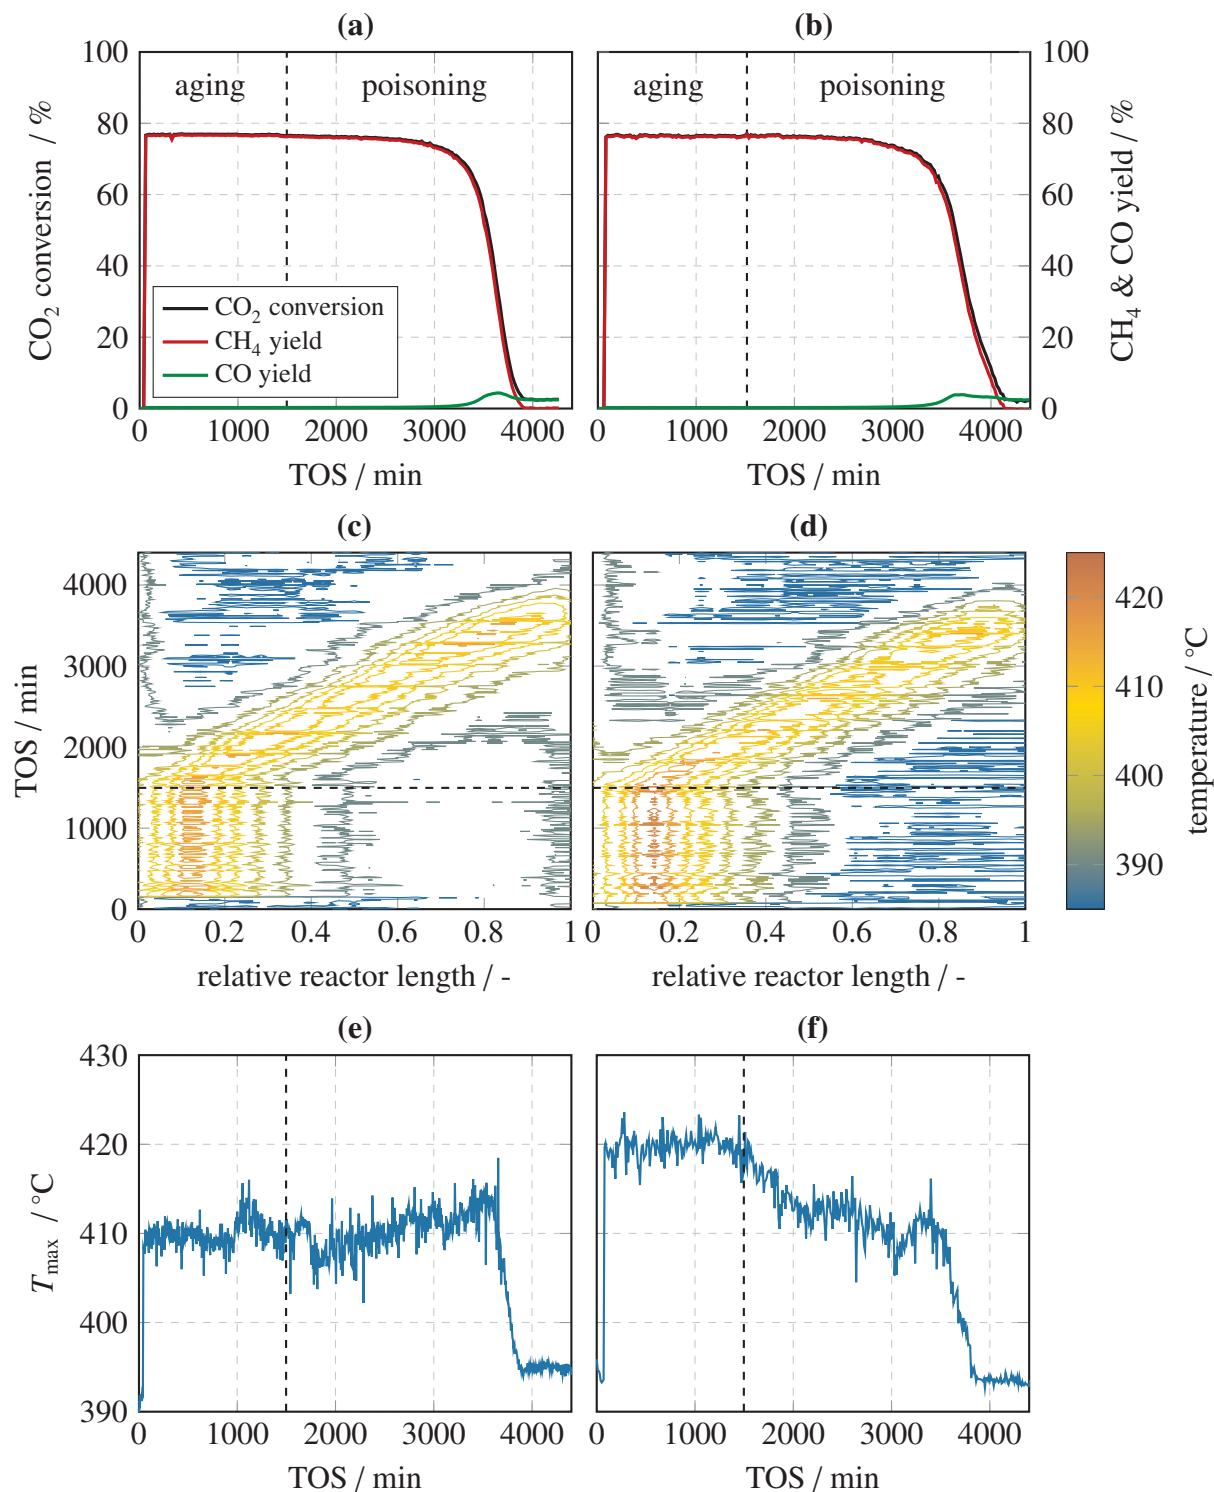 (a)
(b)
100
80
60
40
20
0
CO2 conversion / %
aging
poisoning
CO2 conversion
CH4 yield
CO yield
0 1000 2000 3000 4000
TOS / min
aging
poisoning
0 1000 2000 3000 4000
TOS / min
100
80
60
40
20
0
CH4 & CO yield / %
(c)
(d)
4000
3000
2000
1000
0
TOS / min
0 0.2 0.4 0.6 0.8 1
relative reactor length / -
0 0.2 0.4 0.6 0.8 1
relative reactor length / -
420
410
400
390
temperature / °C
(e)
(f)
430
420
410
400
390
Tmax / °C
0 1000 2000 3000 4000
TOS / min
0 1000 2000 3000 4000
TOS / min